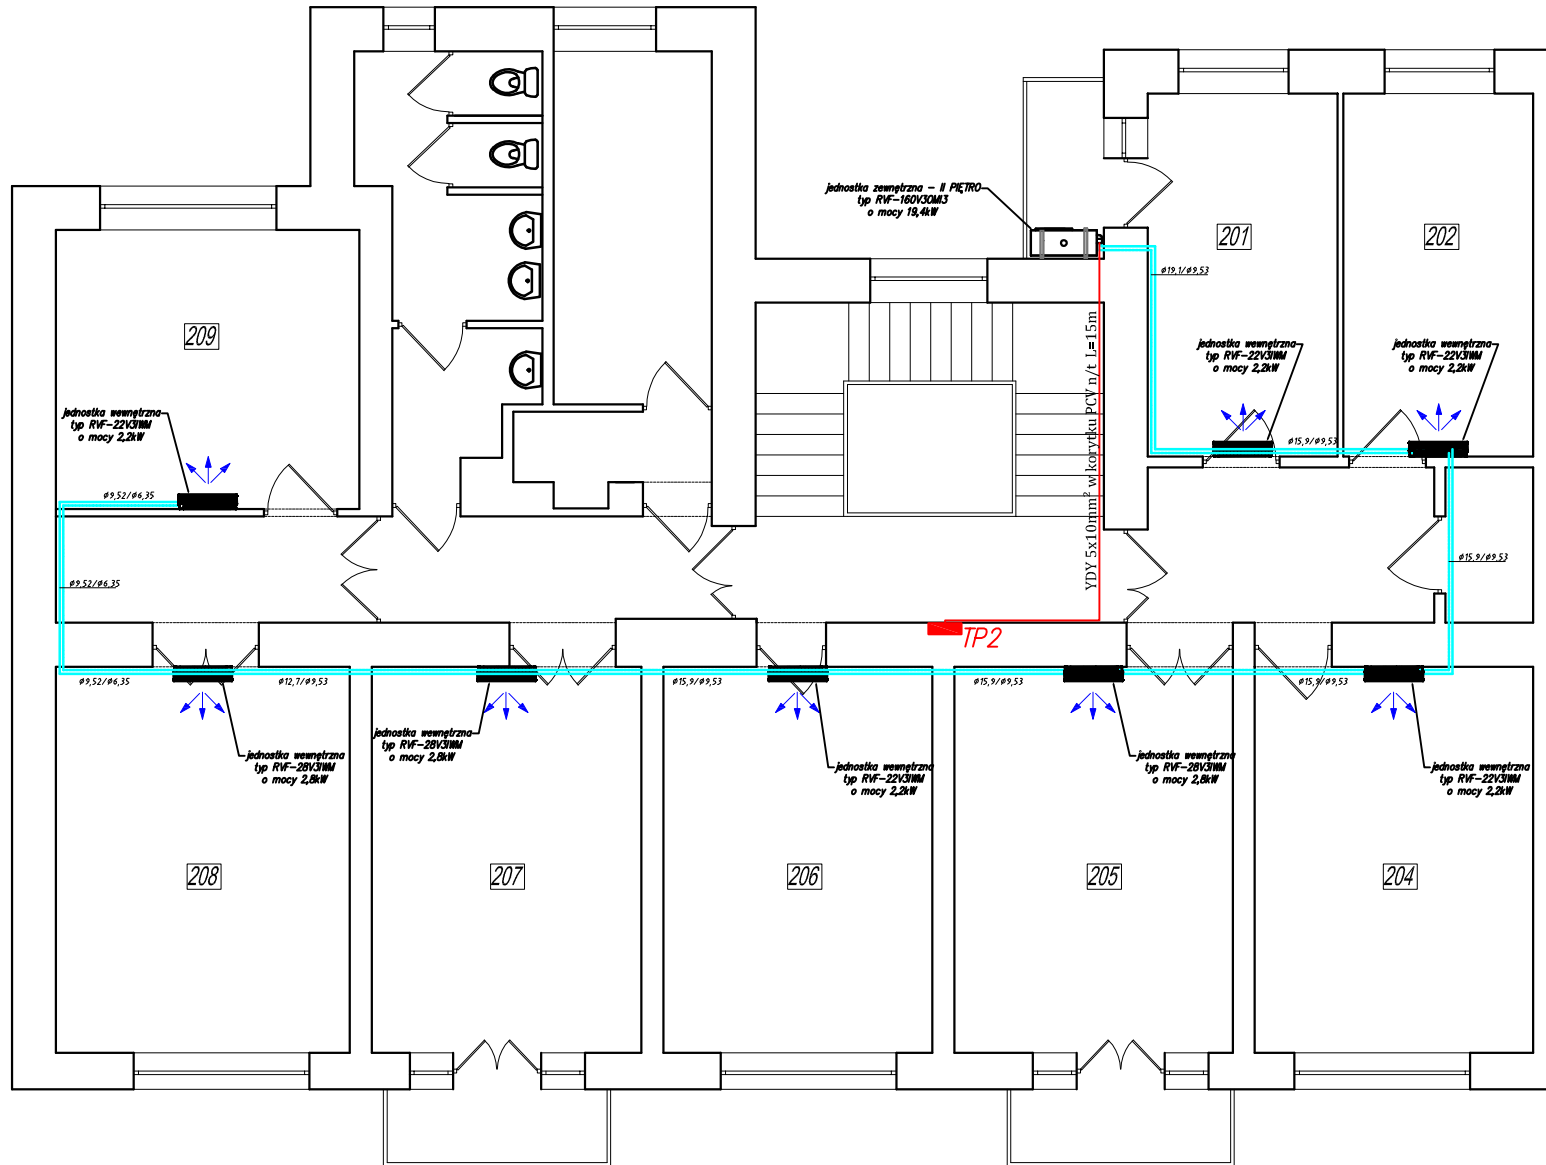 jednostka zewnętrzna - II PIĘTRO
typ RVF-160V30MI3
o mocy 19,4kW
201
202
ø19,1/ø9,53
209
YDY 5x10mm² w korytku PCV n/t L=15m
jednostka wewnętrzna
typ RVF-22V3IWM
o mocy 2,2kW
jednostka wewnętrzna
typ RVF-22V3IWM
o mocy 2,2kW
jednostka wewnętrzna
typ RVF-22V3IWM
o mocy 2,2kW
ø15,9/ø9,53
ø9,52/ø6,35
ø15,9/ø9,53
ø9,52/ø6,35
TP2
ø9,52/ø6,35
ø12,7/ø9,53
ø15,9/ø9,53
ø15,9/ø9,53
ø15,9/ø9,53
jednostka wewnętrzna
typ RVF-28V3IWM
o mocy 2,8kW
jednostka wewnętrzna
typ RVF-28V3IWM
o mocy 2,8kW
jednostka wewnętrzna
typ RVF-22V3IWM
o mocy 2,2kW
jednostka wewnętrzna
typ RVF-28V3IWM
o mocy 2,8kW
jednostka wewnętrzna
typ RVF-22V3IWM
o mocy 2,2kW
208
207
206
205
204